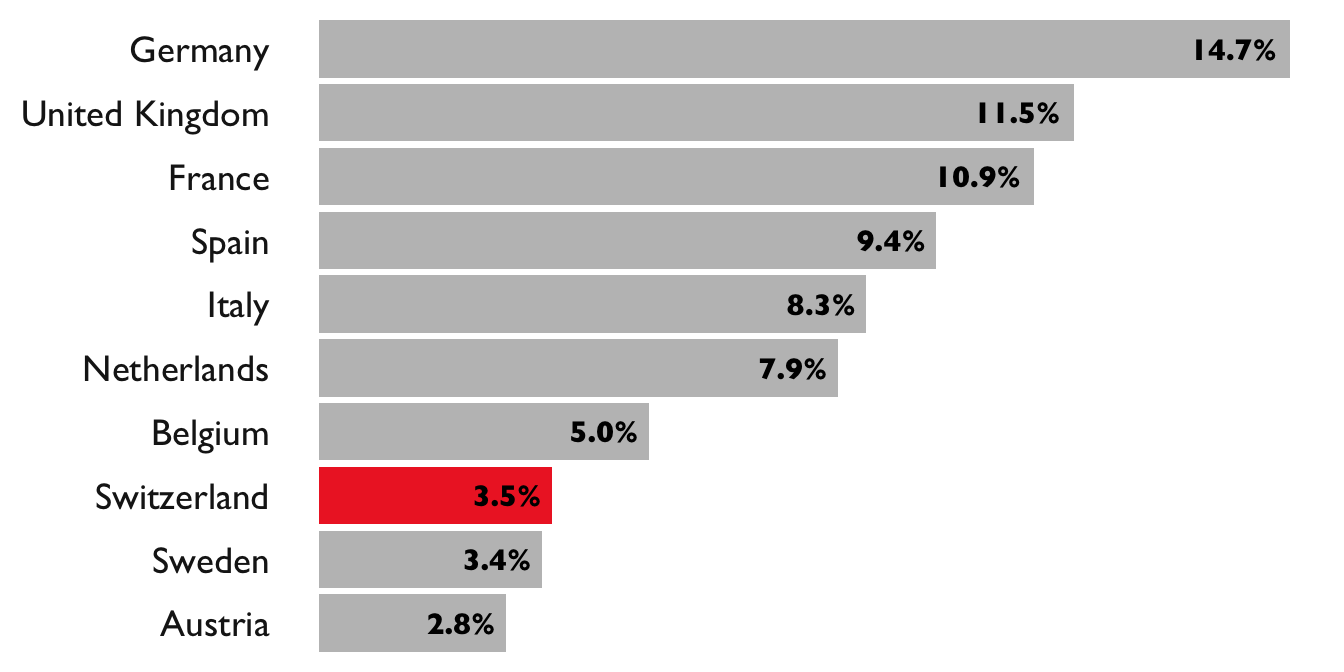 Germany 14.7%
United Kingdom 11.5%
France 10.9%
Spain 9.4%
Italy 8.3%
Netherlands 7.9%
Belgium 5.0%
Switzerland 3.5%
Sweden 3.4%
Austria 2.8%